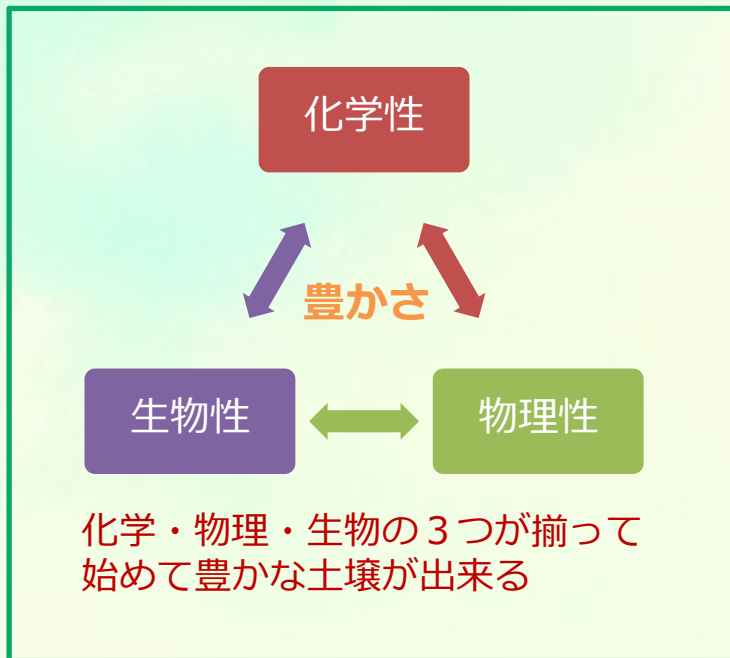 化学性
豊かさ
生物性
物理性
化学・物理・生物の３つが揃って
始めて豊かな土壌が出来る